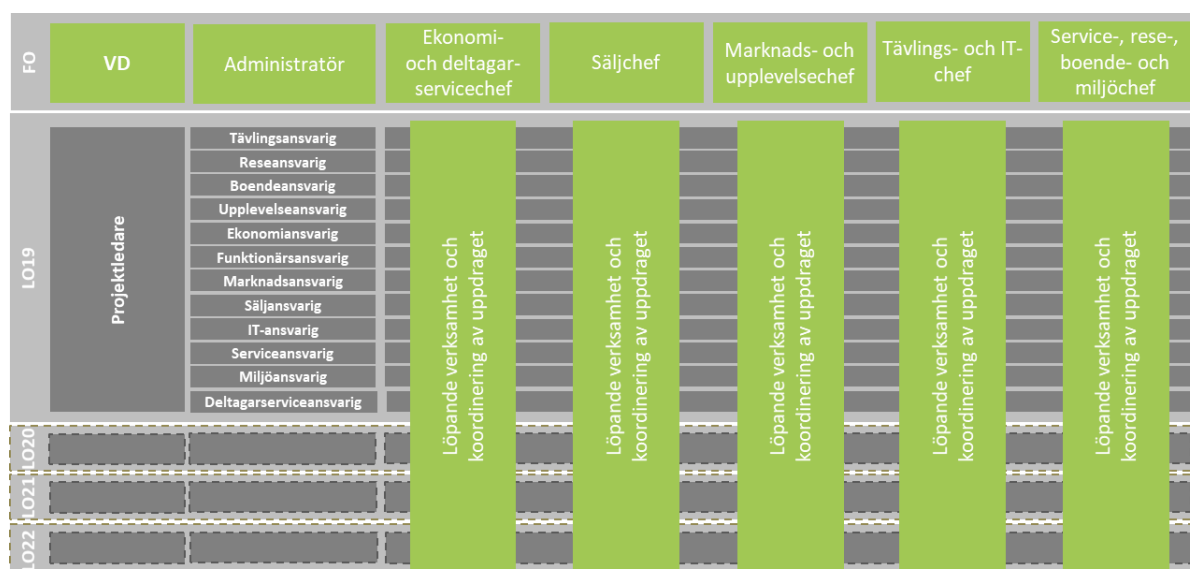 FO
VD
Administratör
Ekonomi-
och deltagar-
servicechef
Säljchef
Marknads- och
upplevelsechef
Tävlings- och IT-
chef
Service-, rese-,
boende- och
miljöchef
LO19
Projektledare
Tävlingsansvarig
Reseansvarig
Boendeansvarig
Upplevelseansvarig
Ekonomiansvarig
Funktionärsansvarig
Marknadsansvarig
Säljansvarig
IT-ansvarig
Serviceansvarig
Miljöansvarig
Deltagarserviceansvarig
Löpande verksamhet och
koordinering av uppdraget
Löpande verksamhet och
koordinering av uppdraget
Löpande verksamhet och
koordinering av uppdraget
Löpande verksamhet och
koordinering av uppdraget
Löpande verksamhet och
koordinering av uppdraget
LO20
LO21
LO22